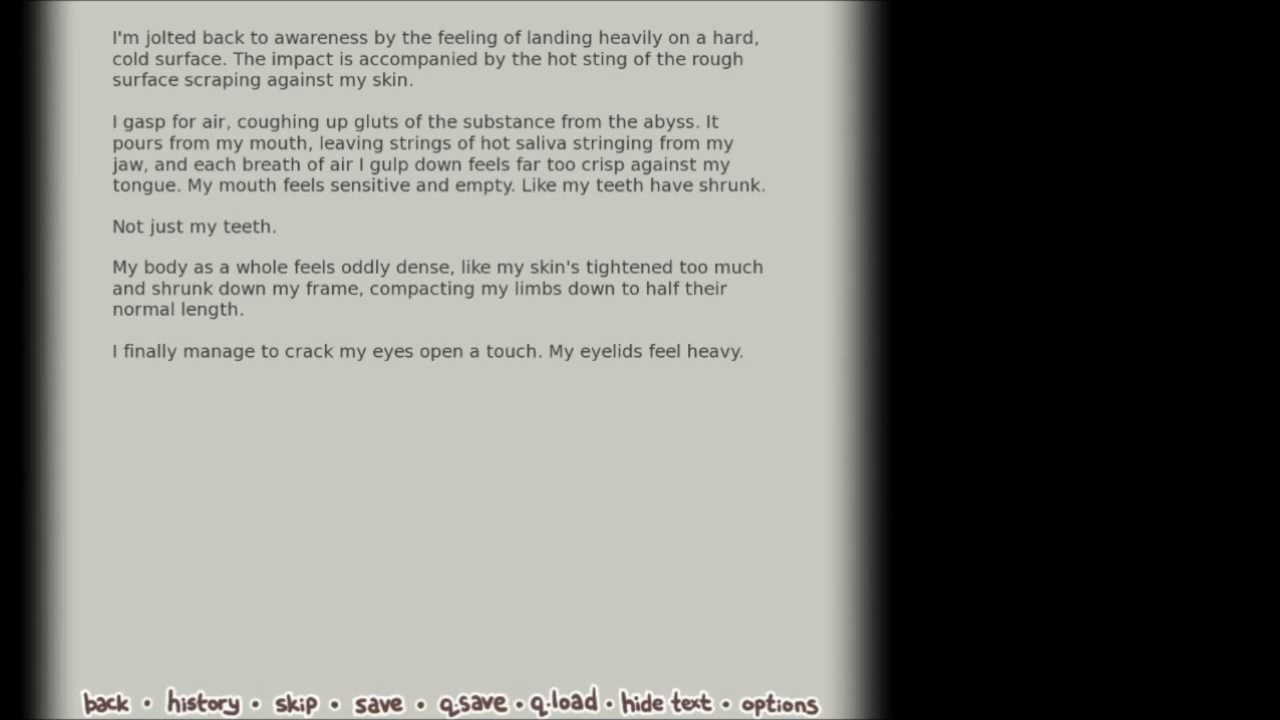 I'm jolted back to awareness by the feeling of landing heavily on a hard,
cold surface. The impact is accompanied by the hot sting of the rough
surface scraping against my skin.
I gasp for air, coughing up gluts of the substance from the abyss. It
pours from my mouth, leaving strings of hot saliva stringing from my
jaw, and each breath of air I gulp down feels far too crisp against my
tongue. My mouth feels sensitive and empty. Like my teeth have shrunk.
Not just my teeth.
My body as a whole feels oddly dense, like my skin's tightened too much
and shrunk down my frame, compacting my limbs down to half their
normal length.
I finally manage to crack my eyes open a touch. My eyelids feel heavy.
back • history • skip • save • q.save • q.load • hide text • options